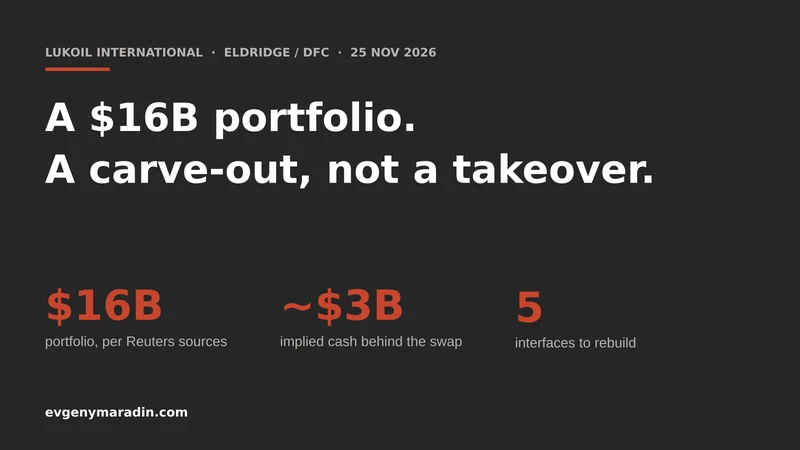 LUKOIL INTERNATIONAL · ELDRIDGE / DFC · 25 NOV 2026
A $16B portfolio.
A carve-out, not a takeover.
$16B
portfolio, per Reuters sources
~$3B
implied cash behind the swap
5
interfaces to rebuild
evgenymaradin.com